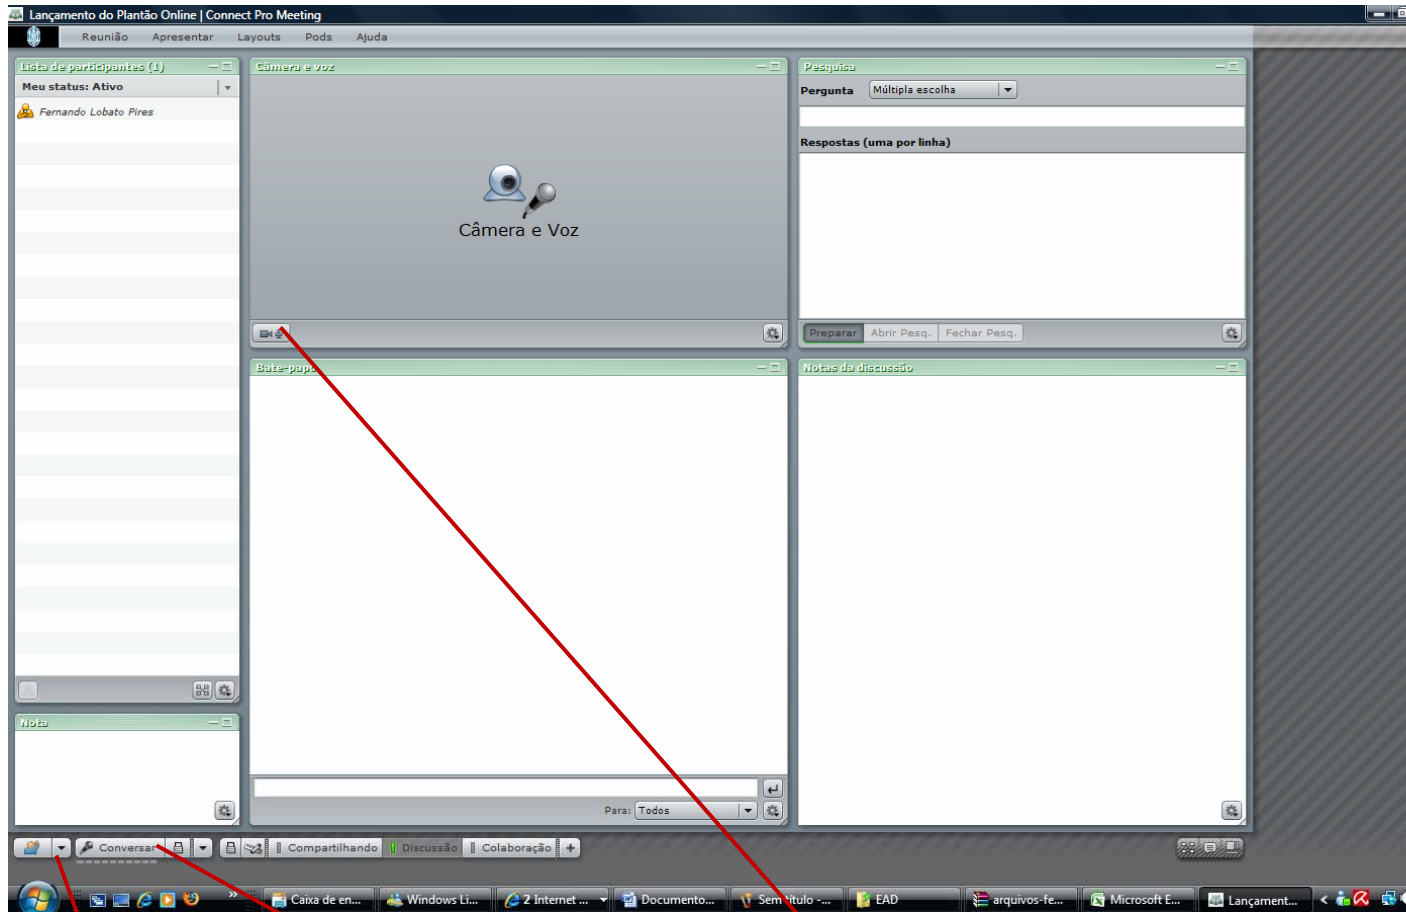 Lançamento do Plantão Online | Connect Pro Meeting
Reunião Apresentar Layouts Pods Ajuda
Lista de participantes (1)
Meu status: Ativo
Fernando Lobato Pires
Câmera e voz
Câmera e Voz
Pesquisa
Pergunta Múltipla escolha
Respostas (uma por linha)
Preparar Abrir Pesq. Fechar Pesq.
Bate-papo
Notas da discussão
Nota
Para: Todos
Conversar Compartilhando Discussão Colaboração +
Caixa de en... Windows Li... 2 Internet ... Documento... Sem título -... EAD arquivos-fe... Microsoft E... Lançament...